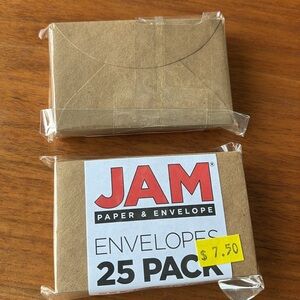 JAM®
PAPER & ENVELOPE
ENVELOPES
$7.50
25 PACK